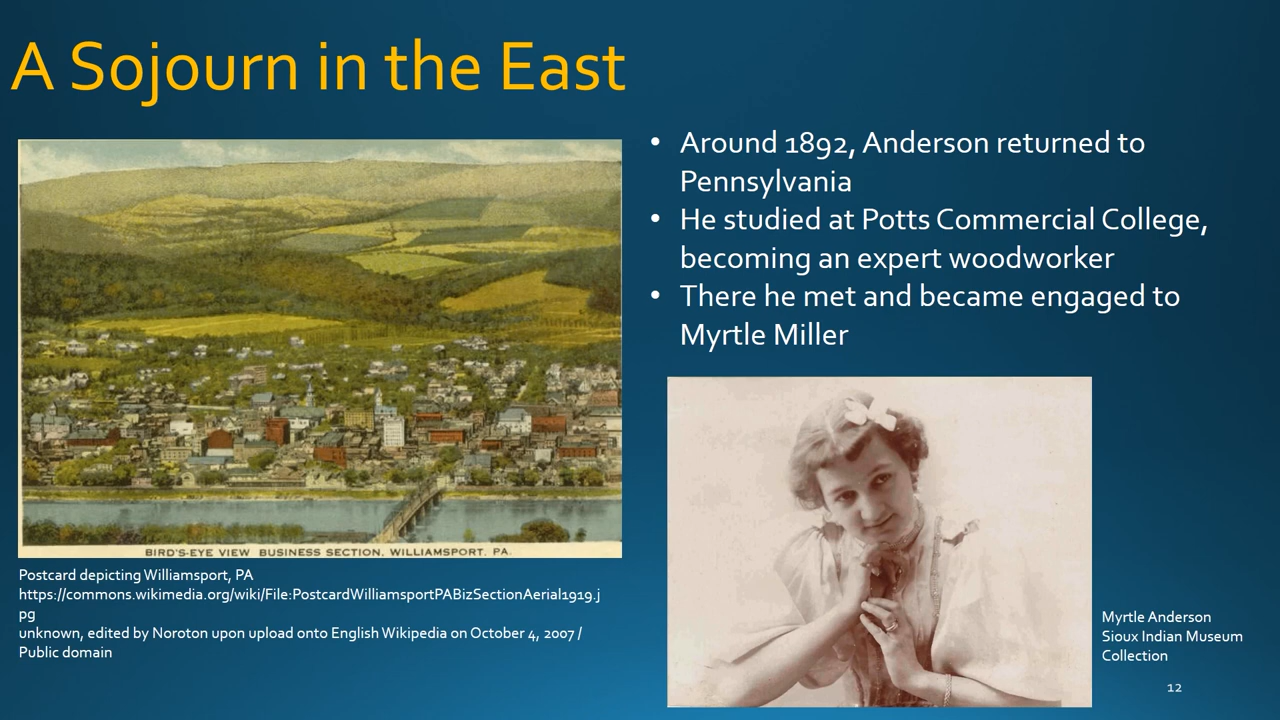 A Sojourn in the East
• Around 1892, Anderson returned to
Pennsylvania
• He studied at Potts Commercial College,
becoming an expert woodworker
• There he met and became engaged to
Myrtle Miller
BIRD'S-EYE VIEW BUSINESS SECTION, WILLIAMSPORT, PA.
Postcard depicting Williamsport, PA
https://commons.wikimedia.org/wiki/File:PostcardWilliamsportPABizSectionAerial1919.j
pg
unknown, edited by Noroton upon upload onto English Wikipedia on October 4, 2007 /
Public domain
Myrtle Anderson
Sioux Indian Museum
Collection
12